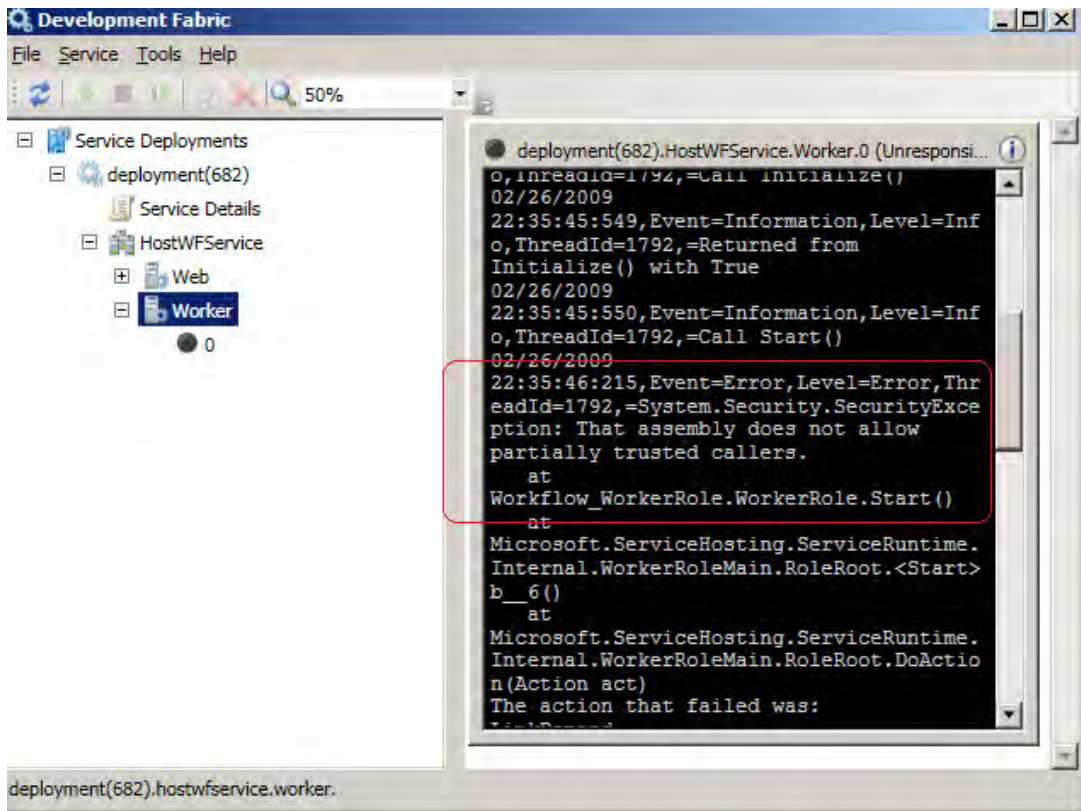 Development Fabric
File Service Tools Help
50%
Service Deployments
deployment(682)
Service Details
HostWFService
Web
Worker
0
deployment(682).HostWFService.Worker.0 (Unresponsi...
o,ThreadId=1792,=Call Initialize()
02/26/2009
22:35:45:549,Event=Information,Level=Inf
o,ThreadId=1792,=Returned from
Initialize() with True
02/26/2009
22:35:45:550,Event=Information,Level=Inf
o,ThreadId=1792,=Call Start()
02/26/2009
22:35:46:215,Event=Error,Level=Error,Thr
eadId=1792,=System.Security.SecurityExce
ption: That assembly does not allow
partially trusted callers.
at
Workflow_WorkerRole.WorkerRole.Start()
at
Microsoft.ServiceHosting.ServiceRuntime.
Internal.WorkerRoleMain.RoleRoot.<Start>
b__6()
at
Microsoft.ServiceHosting.ServiceRuntime.
Internal.WorkerRoleMain.RoleRoot.DoActio
n(Action act)
The action that failed was:
deployment(682).hostwfservice.worker.